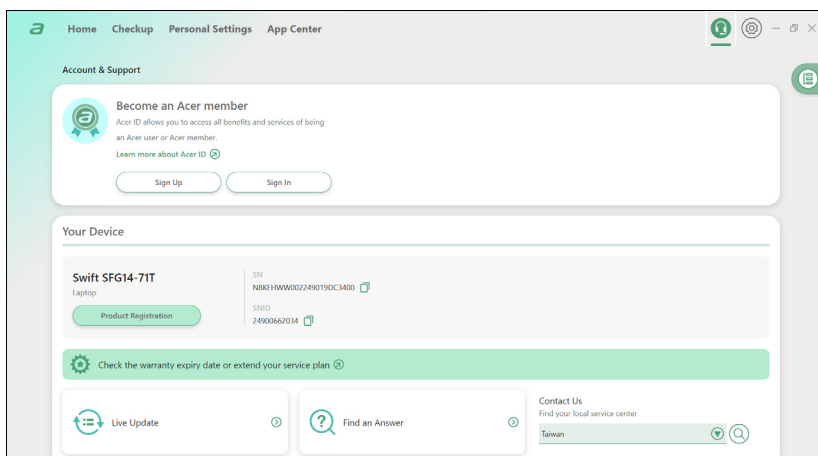 a Home Checkup Personal Settings App Center
Account & Support
a
Become an Acer member
Acer ID allows you to access all benefits and services of being
an Acer user or Acer member.
Learn more about Acer ID
Sign Up Sign In
Your Device
Swift SFG14-71T
Laptop
Product Registration
SN
N8KFHWW002249019DC3400
SNID
24900662034
Check the warranty expiry date or extend your service plan
Live Update
Find an Answer
Contact Us
Find your local service center
Taiwan